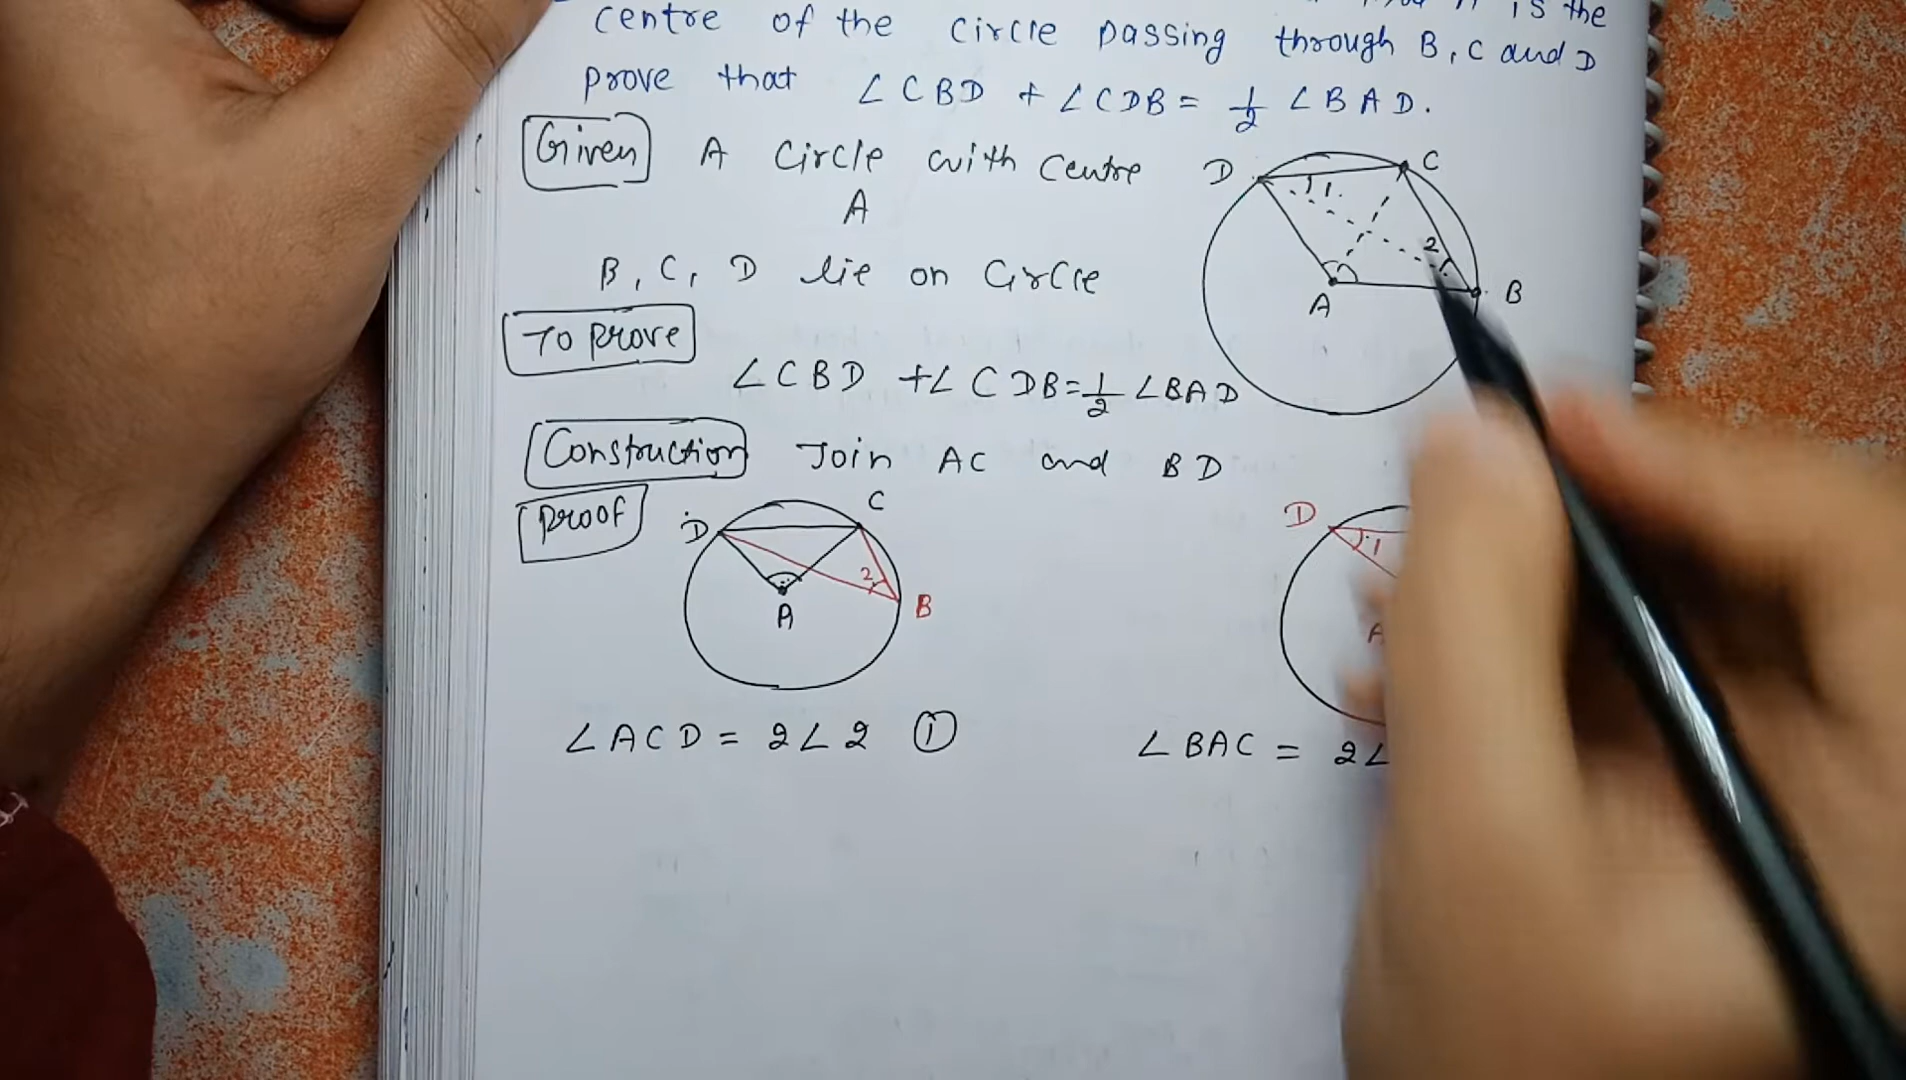 is the
centre of the circle passing through B, C and D
prove that ∠CBD + ∠CDB = 1/2 ∠BAD.
Given A circle with centre
A
B, C, D lie on circle
To prove
∠CBD + ∠CDB = 1/2 ∠BAD
Construction Join AC and BD
Proof
∠ACD = 2∠2 ①
∠BAC = 2∠
D
C
1
2
A
B
D
C
2
A
B
D
1
A